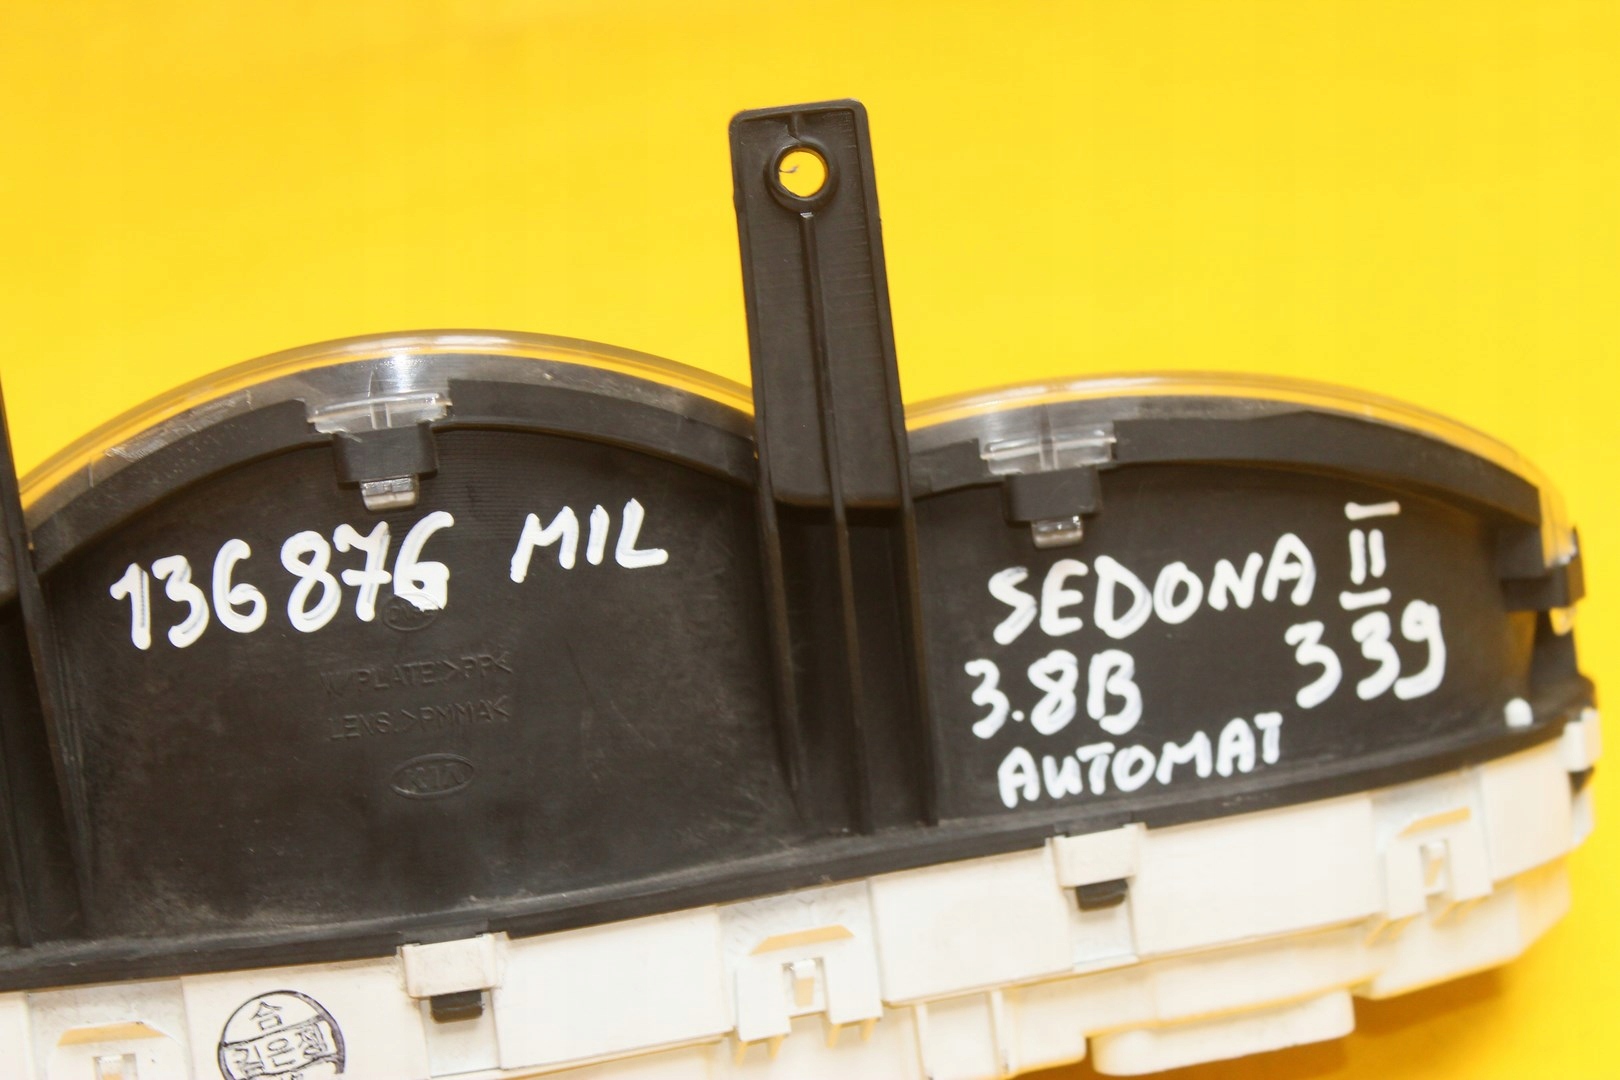 136876 MIL
PLATE>PP<
LENS.>PMMA<
KIA
SEDONA II
3.8B 339
AUTOMAT